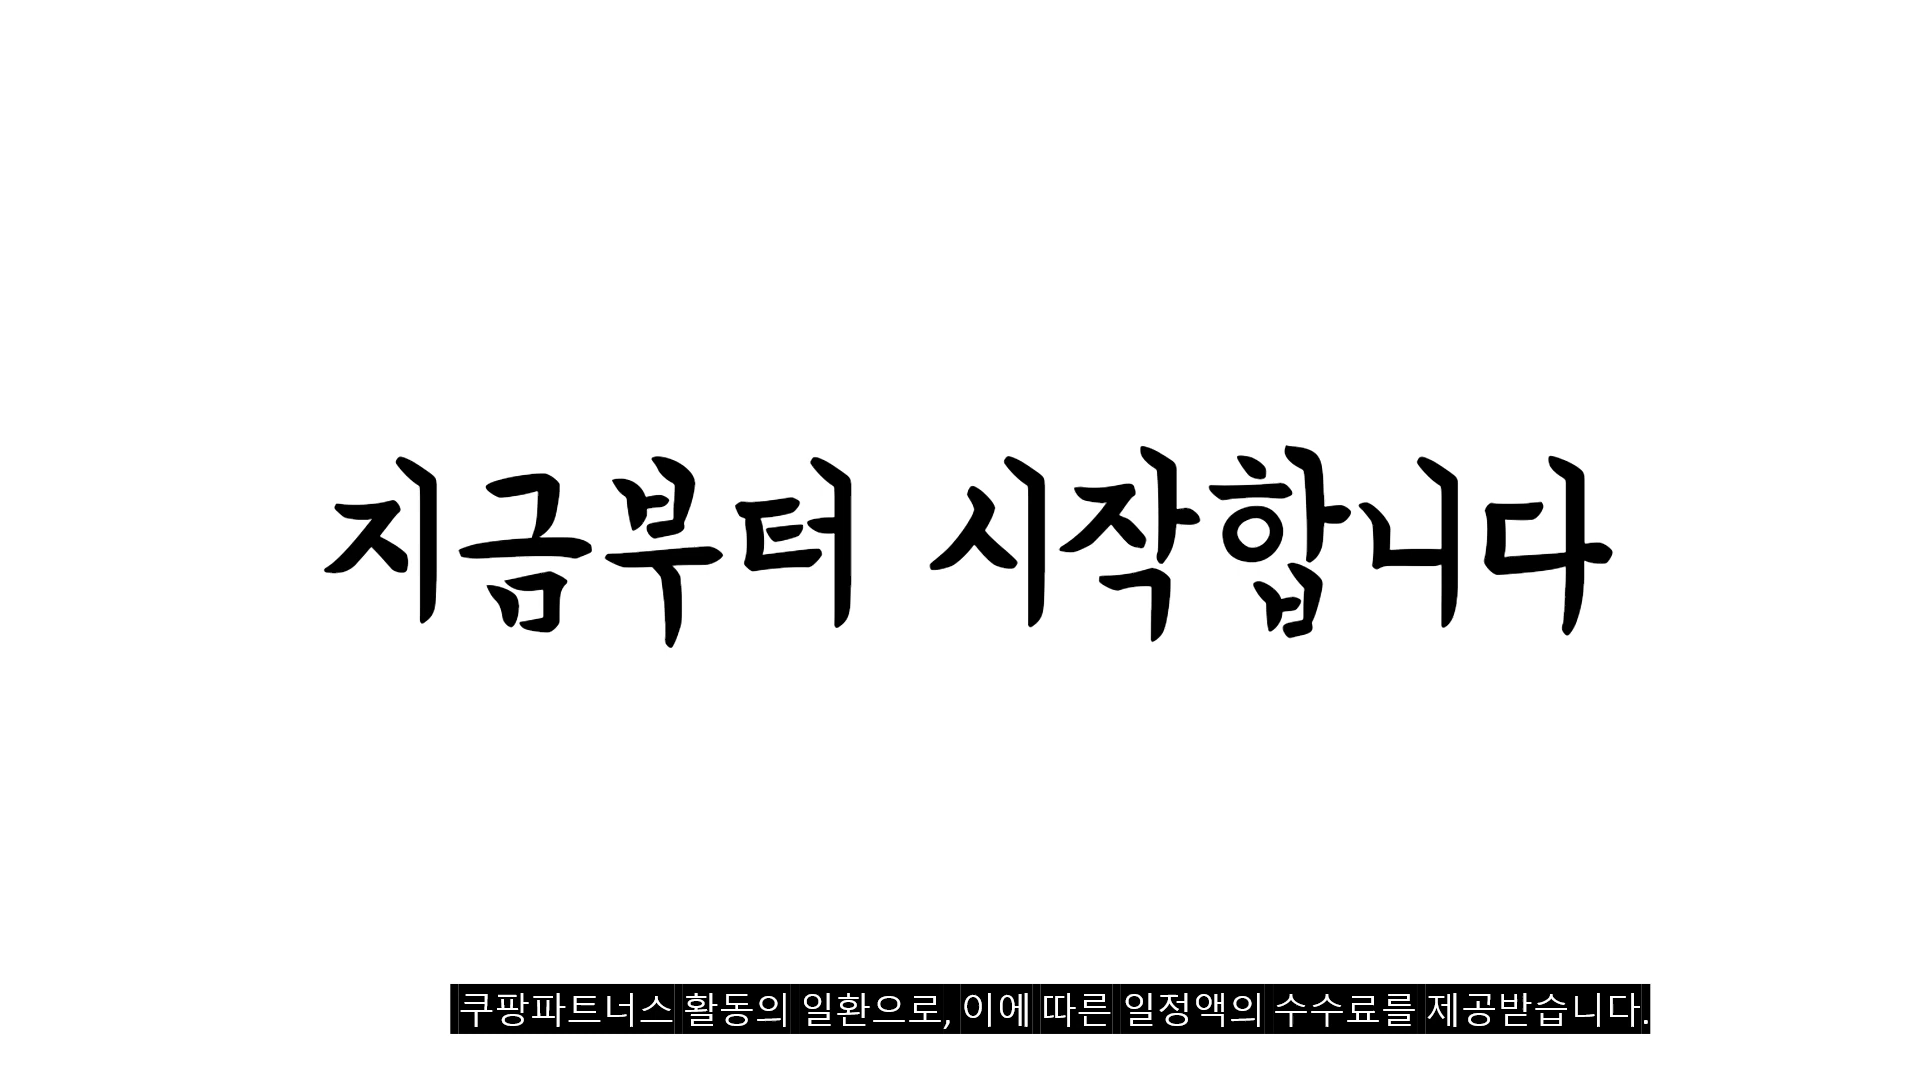 지금부터 시작합니다
쿠팡파트너스 활동의 일환으로, 이에 따른 일정액의 수수료를 제공받습니다.